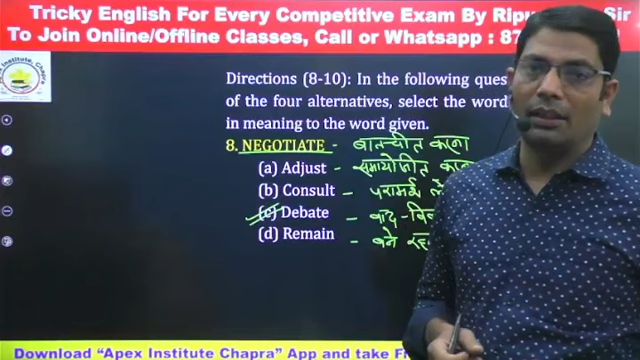 Tricky English For Every Competitive Exam By Ripu Sir
To Join Online/Offline Classes, Call or Whatsapp : 87
Institute, Chapra
Directions (8-10): In the following ques
of the four alternatives, select the word
in meaning to the word given.
8. NEGOTIATE - बातचीत करना
(a) Adjust - समायोजित करना
(b) Consult - परामर्श
(c) Debate - वाद-
(d) Remain - बने
Download “Apex Institute Chapra” App and take